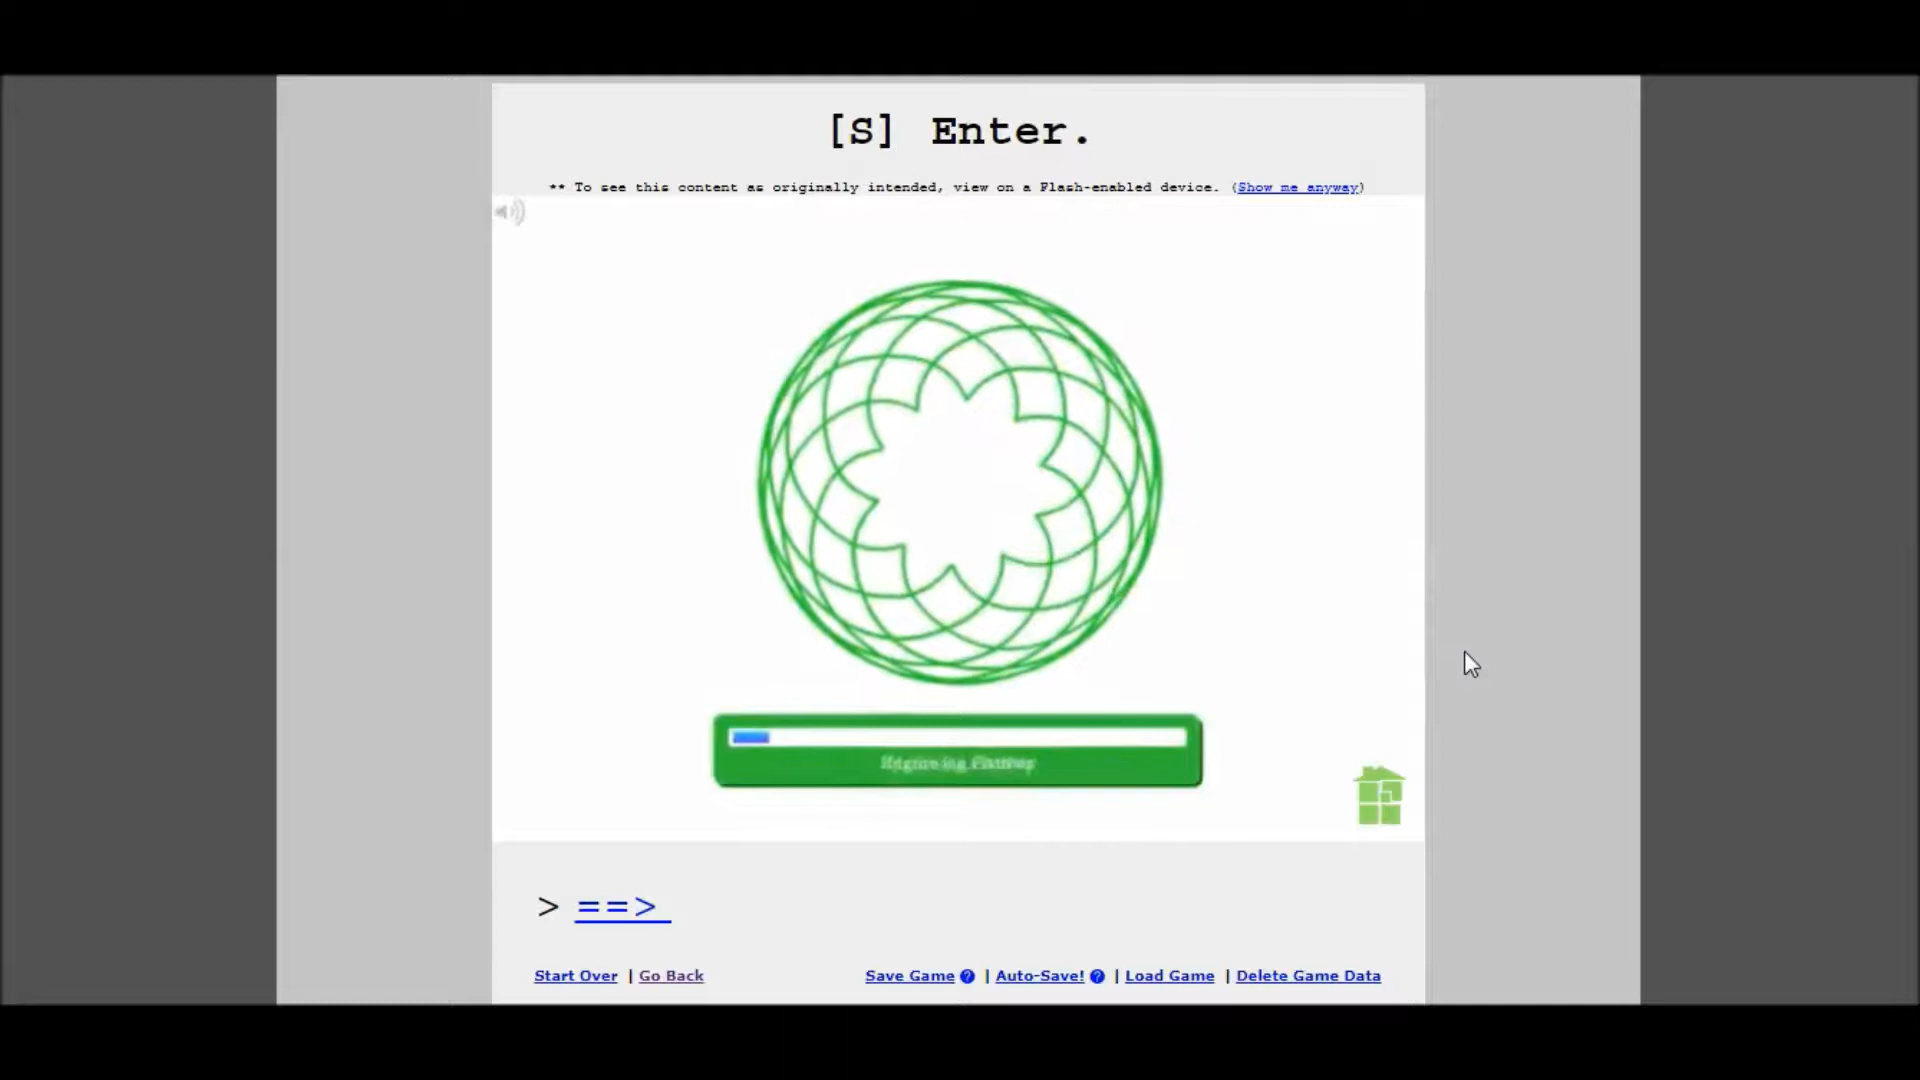 [S] Enter.
** To see this content as originally intended, view on a Flash-enabled device. (Show me anyway)
> ==>
Start Over | Go Back
Save Game ? | Auto-Save! ? | Load Game | Delete Game Data